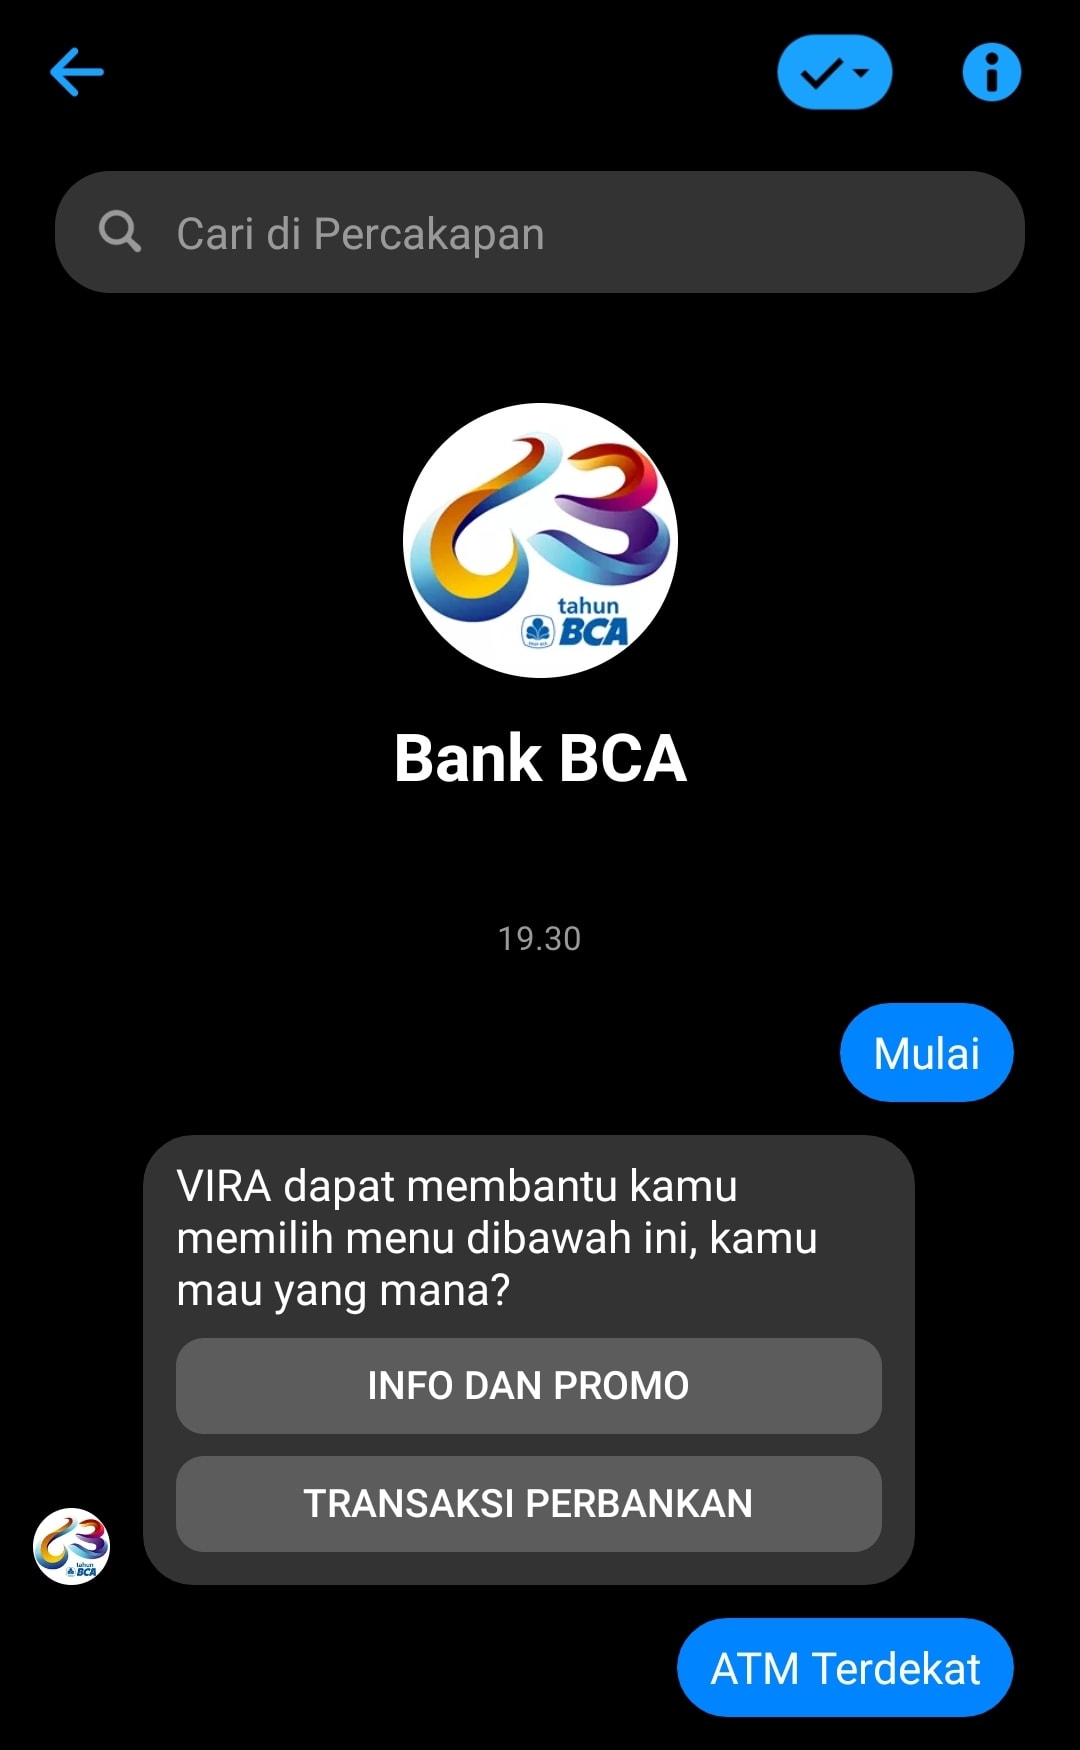 Cari di Percakapan
63
tahun
BCA
Bank BCA
19.30
Mulai
VIRA dapat membantu kamu
memilih menu dibawah ini, kamu
mau yang mana?
INFO DAN PROMO
TRANSAKSI PERBANKAN
63
tahun
BCA
ATM Terdekat